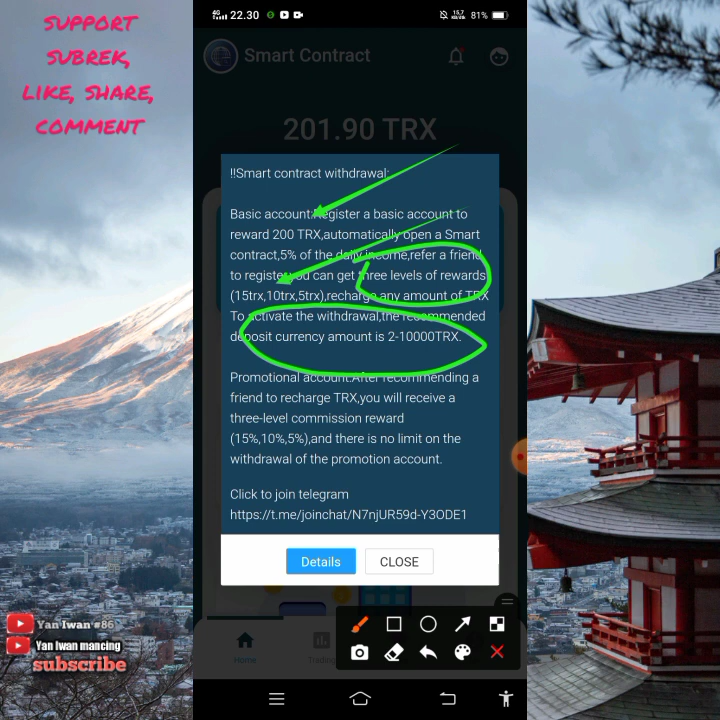 SUPPORT
SUBREK,
LIKE, SHARE,
COMMENT
4G 22.30 15,7 KB/s 81%
Smart Contract
201.90 TRX
!!Smart contract withdrawal:
Basic account:Register a basic account to
reward 200 TRX,automatically open a Smart
contract,5% of the daily income,refer a friend
to register,you can get three levels of rewards
(15trx,10trx,5trx),recharge any amount of TRX
To activate the withdrawal,the recommended
deposit currency amount is 2-10000TRX.
Promotional account:After recommending a
friend to recharge TRX,you will receive a
three-level commission reward
(15%,10%,5%),and there is no limit on the
withdrawal of the promotion account.
Click to join telegram
https://t.me/joinchat/N7njUR59d-Y3ODE1
Details CLOSE
Home Trading
Yan Iwan #86
Yan Iwan mancing
subscribe